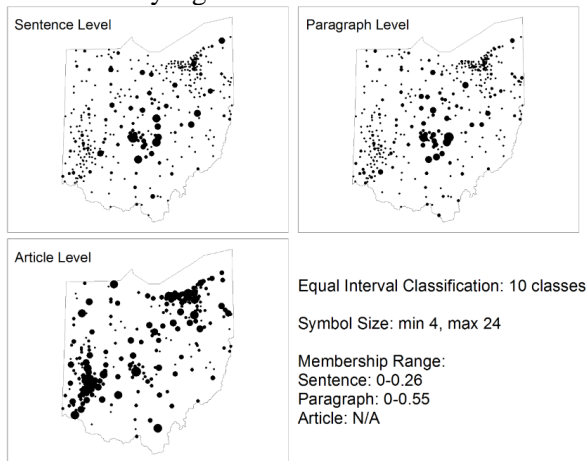 Sentence Level
Paragraph Level
Article Level
Equal Interval Classification: 10 classes
Symbol Size: min 4, max 24
Membership Range:
Sentence: 0-0.26
Paragraph: 0-0.55
Article: N/A